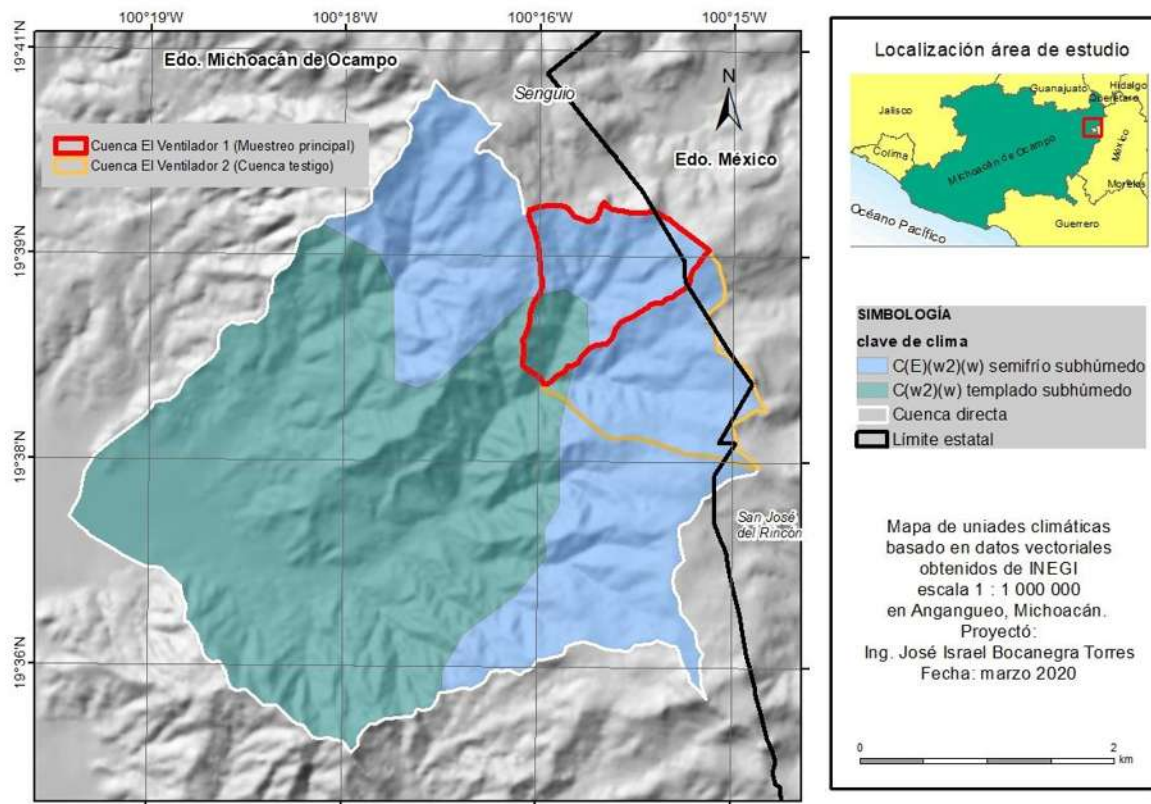 100°19'W
100°18'W
100°16'W
100°15'W
19°41'N
19°39'N
19°38'N
19°36'N
Edo. Michoacán de Ocampo
Senguio
N
Edo. México
Cuenca El Ventilador 1 (Muestreo principal)
Cuenca El Ventilador 2 (Cuenca testigo)
San José
del Rincón
Localización área de estudio
Guanajuato
Hidalgo
Querétaro
Jalisco
Colima
Michoacán de Ocampo
México
Morelos
Guerrero
Océano Pacífico
SIMBOLOGÍA
clave de clima
C(E)(w2)(w) semifrío subhúmedo
C(w2)(w) templado subhúmedo
Cuenca directa
Límite estatal
Mapa de uniades climáticas
basado en datos vectoriales
obtenidos de INEGI
escala 1 : 1 000 000
en Angangueo, Michoacán.
Proyectó:
Ing. José Israel Bocanegra Torres
Fecha: marzo 2020
0
2
km